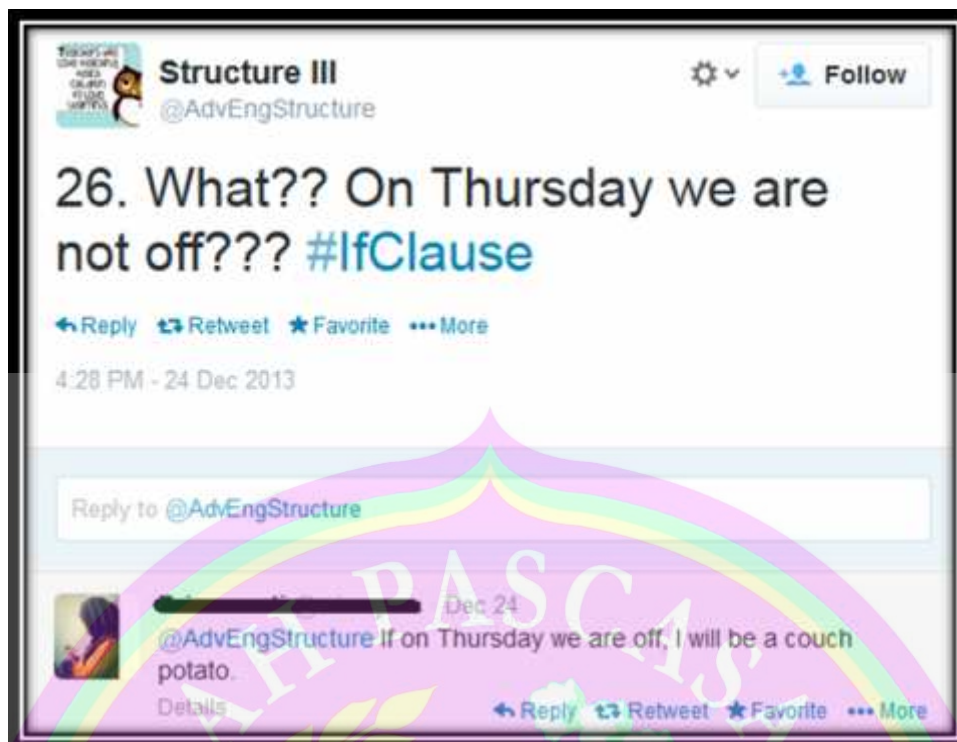 Structure III
@AdvEngStructure
Follow
26. What?? On Thursday we are
not off??? #IfClause
Reply Retweet Favorite More
4:28 PM - 24 Dec 2013
Reply to @AdvEngStructure
Dec 24
@AdvEngStructure If on Thursday we are off, I will be a couch
potato.
Details
Reply Retweet Favorite More
AH PASCASA